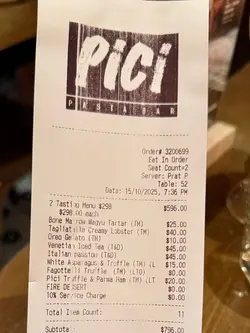 PiCi
PASTA BAR
Order# 3200699
Eat In Order
Seat Count=2
Server: Prat P
Table: 52
Date: 15/10/2025, 7:36 PM
2 Tasting Menu $298 $596.00
$298.00 each
Bone Marrow Wagyu Tartar (TM) $25.00
Tagliatelle Creamy Lobster (TM) $40.00
Oreo Gelato (TM) $10.00
Venetian Iced Tea (T&O) $45.00
Italian passion (T&O) $45.00
White Asparagus & Truffle (TM) (L $15.00
Fagottelli Truffle (TM) (LTO) $0.00
Pici Truffle & Parma Ham (TM) (LT $20.00
FIRE DESSERT $0.00
10% Service Charge $0.00
Total Item Count: 11
Subtotal: $796.00